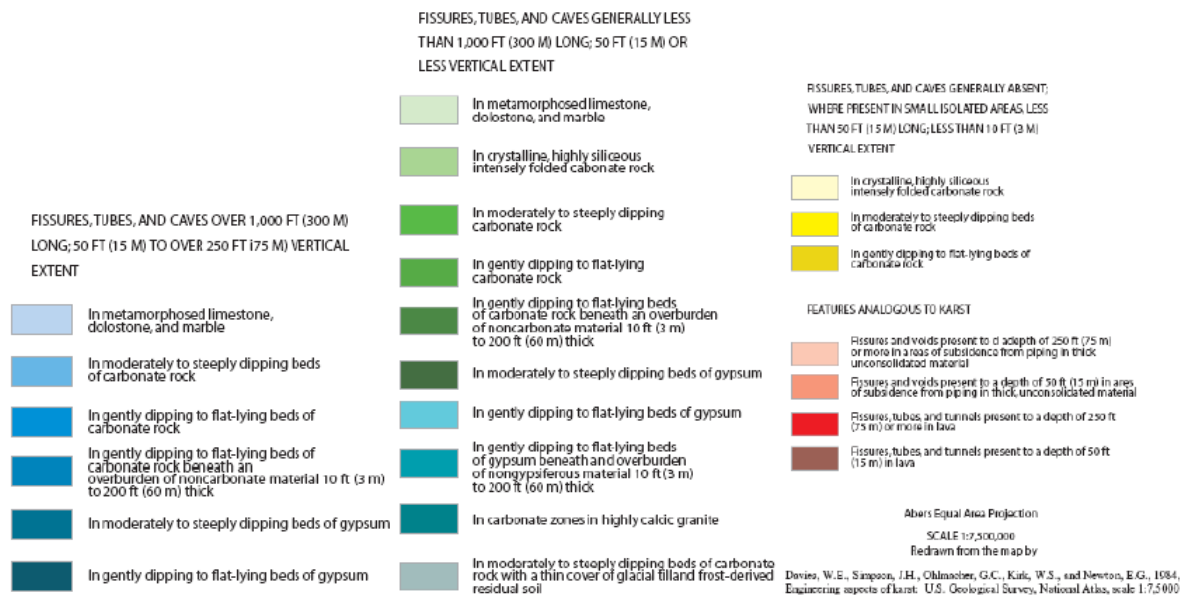 FISSURES, TUBES, AND CAVES OVER 1,000 FT (300 M)
LONG; 50 FT (15 M) TO OVER 250 FT i75 M) VERTICAL
EXTENT
In metamorphosed limestone,
dolostone, and marble
In moderately to steeply dipping beds
of carbonate rock
In gently dipping to flat-lying beds of
carbonate rock
In gently dipping to flat-lying beds of
carbonate rock beneath an
overburden of noncarbonate material 10 ft (3 m)
to 200 ft (60 m) thick
In moderately to steeply dipping beds of gypsum
In gently dipping to flat-lying beds of gypsum
FISSURES, TUBES, AND CAVES GENERALLY LESS
THAN 1,000 FT (300 M) LONG; 50 FT (15 M) OR
LESS VERTICAL EXTENT
In metamorphosed limestone,
dolostone, and marble
In crystalline, highly siliceous
intensely folded cabonate rock
In moderately to steeply dipping
carbonate rock
In gently dipping to flat-lying
carbonate rock
In gently dipping to flat-lying beds
of carbonate rock beneath an overburden
of noncarbonate material 10 ft (3 m)
to 200 ft (60 m) thick
In moderately to steeply dipping beds of gypsum
In gently dipping to flat-lying beds of gypsum
In gently dipping to flat-lying beds
of gypsum beneath and overburden
of nongypsiferous material 10 ft (3 m)
to 200 ft (60 m) thick
In carbonate zones in highly calcic granite
In moderately to steeply dipping beds of carbonate
rock with a thin cover of glacial filland frost-derived
residual soil
FISSURES, TUBES, AND CAVES GENERALLY ABSENT;
WHERE PRESENT IN SMALL ISOLATED AREAS, LESS
THAN 50 FT (15 M) LONG; LESS THAN 10 FT (3 M)
VERTICAL EXTENT
In crystalline, highly siliceous
intensely folded carbonate rock
In moderately to steeply dipping beds
of carbonate rock
In gently dipping to flat-lying beds of
carbonate rock
FEATURES ANALOGOUS TO KARST
Fissures and voids present to d adepth of 250 ft (75 m)
or more in areas of subsidence from piping in thick
unconsolidated material
Fissures and voids present to a depth of 50 ft (15 m) in areas
of subsidence from piping in thick, unconsolidated material
Fissures, tubes, and tunnels present to a depth of 250 ft
(75 m) or more in lava
Fissures, tubes, and tunnels present to a depth of 50 ft
(15 m) in lava
Abers Equal Area Projection
SCALE 1:7,500,000
Redrawn from the map by
Davies, W.E., Simpson, J.H., Ohlmacher, G.C., Kirk, W.S., and Newton, E.G., 1984,
Engineering aspects of karst: U.S. Geological Survey, National Atlas, scale 1:7,5000